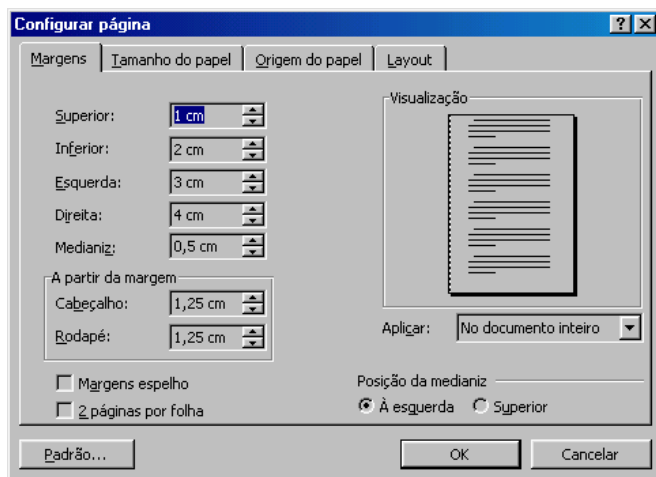 Configurar página
Margens Tamanho do papel Origem do papel Layout
Superior: 1 cm
Inferior: 2 cm
Esquerda: 3 cm
Direita: 4 cm
Medianiz: 0,5 cm
A partir da margem
Cabeçalho: 1,25 cm
Rodapé: 1,25 cm
Margens espelho
2 páginas por folha
Visualização
Aplicar: No documento inteiro
Posição da medianiz
À esquerda Superior
Padrão... OK Cancelar